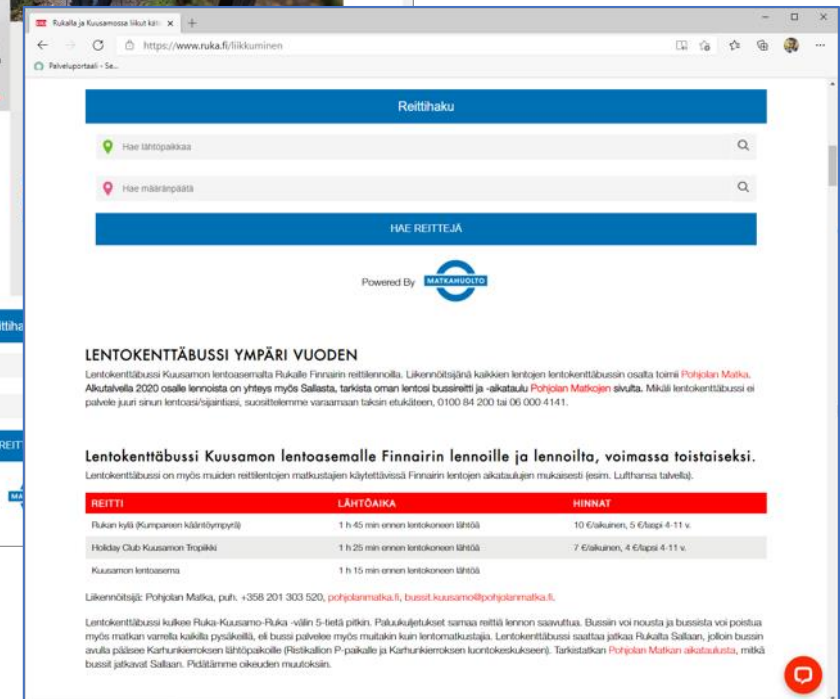 Rukalla ja Kuusamossa liikut kät
https://www.ruka.fi/liikkuminen
Palveluportaali - Se...
Reittihaku
Hae lähtöpaikkaa
Hae määränpäätä
HAE REITTEJÄ
Powered By MATKAHUOLTO
LENTOKENTTÄBUSSI YMPÄRI VUODEN
Lentokenttäbussi Kuusamon lentoasemalta Rukalle Finnairin reittilennoilla. Liikennöitsijänä kaikkien lentojen lentokenttäbussin osalta toimii Pohjolan Matka.
Alkutalvella 2020 osalle lennoista on yhteys myös Sallasta, tarkista oman lentosi bussireitti ja -aikataulu Pohjolan Matkojen sivulta. Mikäli lentokenttäbussi ei
palvele juuri sinun lentoasi/sijaintiasi, suosittelemme varaamaan taksin etukäteen, 0100 84 200 tai 06 000 4141.
Lentokenttäbussi Kuusamon lentoasemalle Finnairin lennoille ja lennoilta, voimassa toistaiseksi.
Lentokenttäbussi on myös muiden reittilentojen matkustajien käytettävissä Finnairin lentojen aikataulujen mukaisesti (esim. Lufthansa talvella).
REITTI LÄHTÖAIKA HINNAT
Rukan kylä (Kumpareen kääntöympyrä) 1 h 45 min ennen lentokoneen lähtöä 10 €/aikuinen, 5 €/lapsi 4-11 v.
Holiday Club Kuusamon Tropiikki 1 h 25 min ennen lentokoneen lähtöä 7 €/aikuinen, 4 €/lapsi 4-11 v.
Kuusamon lentoasema 1 h 15 min ennen lentokoneen lähtöä
Liikennöitsijä: Pohjolan Matka, puh. +358 201 303 520, pohjolanmatka.fi, bussit.kuusamo@pohjolanmatka.fi.
Lentokenttäbussi kulkee Ruka-Kuusamo-Ruka -välin 5-tietä pitkin. Paluukuljetukset samaa reittiä lennon saavuttua. Bussiin voi nousta ja bussista voi poistua
myös matkan varrella kaikilla pysäkeillä, eli bussi palvelee myös muitakin kuin lentomatkustajia. Lentokenttäbussi saattaa jatkaa Rukalta Sallaan, jolloin bussin
avulla pääsee Karhunkierroksen lähtöpaikoille (Ristikallion P-paikalle ja Karhunkierroksen luontokeskukseen). Tarkistatkan Pohjolan Matkan aikataulusta, mitkä
bussit jatkavat Sallaan. Pidätämme oikeuden muutoksiin.